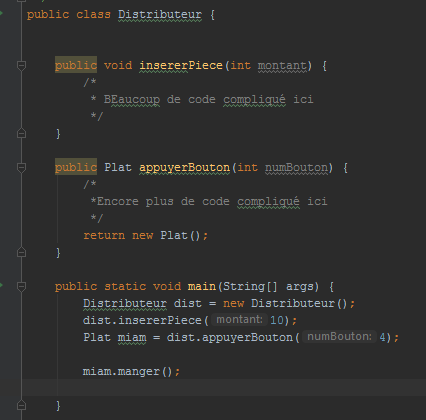 public class Distributeur {
public void insererPiece(int montant) {
/*
* BEaucoup de code compliqué ici
*/
}
public Plat appuyerBouton(int numBouton) {
/*
*Encore plus de code compliqué ici
*/
return new Plat();
}
public static void main(String[] args) {
Distributeur dist = new Distributeur();
dist.insererPiece( montant: 10);
Plat miam = dist.appuyerBouton( numBouton: 4);
miam.manger();
}